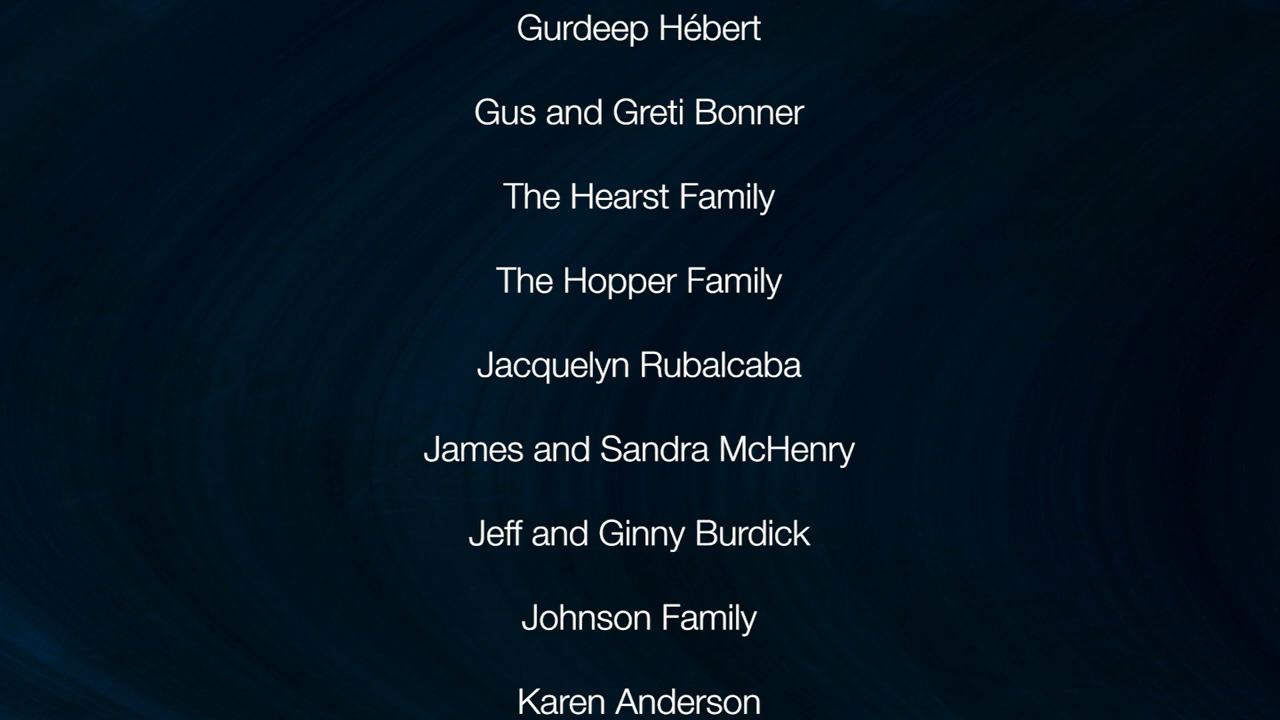 Gurdeep Hébert
Gus and Greti Bonner
The Hearst Family
The Hopper Family
Jacquelyn Rubalcaba
James and Sandra McHenry
Jeff and Ginny Burdick
Johnson Family
Karen Anderson